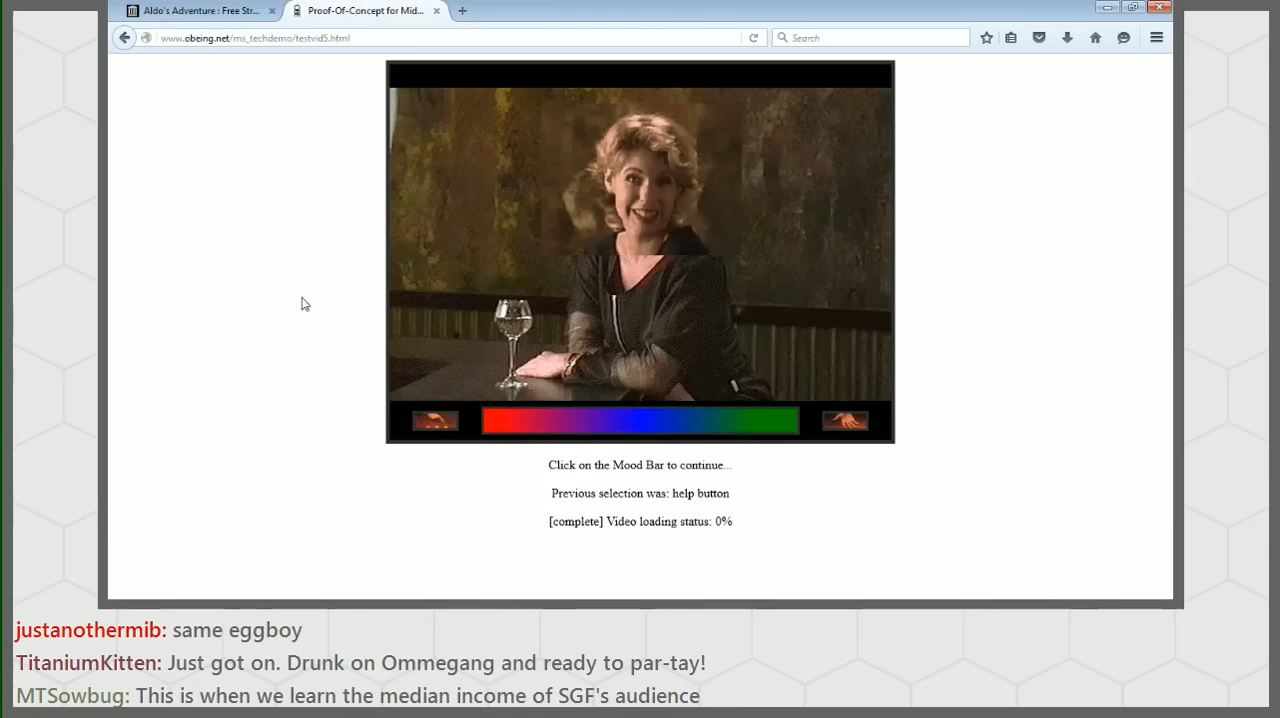 Aldo's Adventure : Free Str...
Proof-Of-Concept for Mid...
www.obeing.net/ms_techdemo/testvid5.html
Search
Click on the Mood Bar to continue...
Previous selection was: help button
[complete] Video loading status: 0%
justanothermib: same eggboy
TitaniumKitten: Just got on. Drunk on Ommegang and ready to par-tay!
MTSowbug: This is when we learn the median income of SGF's audience